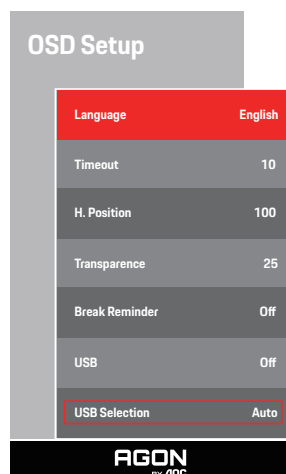 OSD Setup
Language English
Timeout 10
H. Position 100
Transparence 25
Break Reminder Off
USB Off
USB Selection Auto
AGON
BY AOC